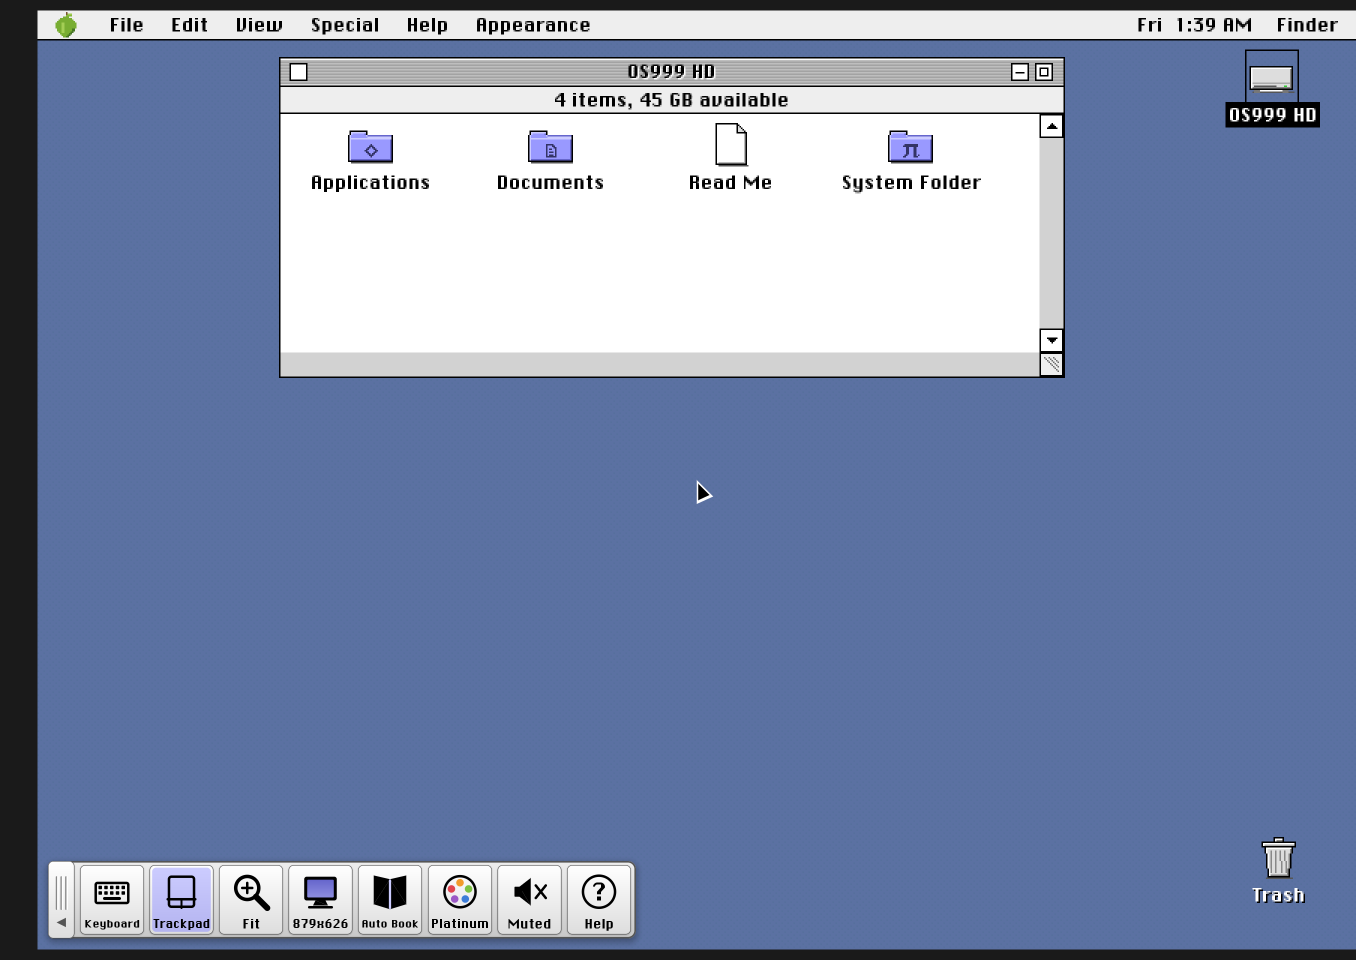 File Edit View Special Help Appearance Fri 1:39 AM Finder
OS999 HD
4 items, 45 GB available
Applications Documents Read Me System Folder
OS999 HD
Trash
Keyboard Trackpad Fit 879x626 Auto Book Platinum Muted Help